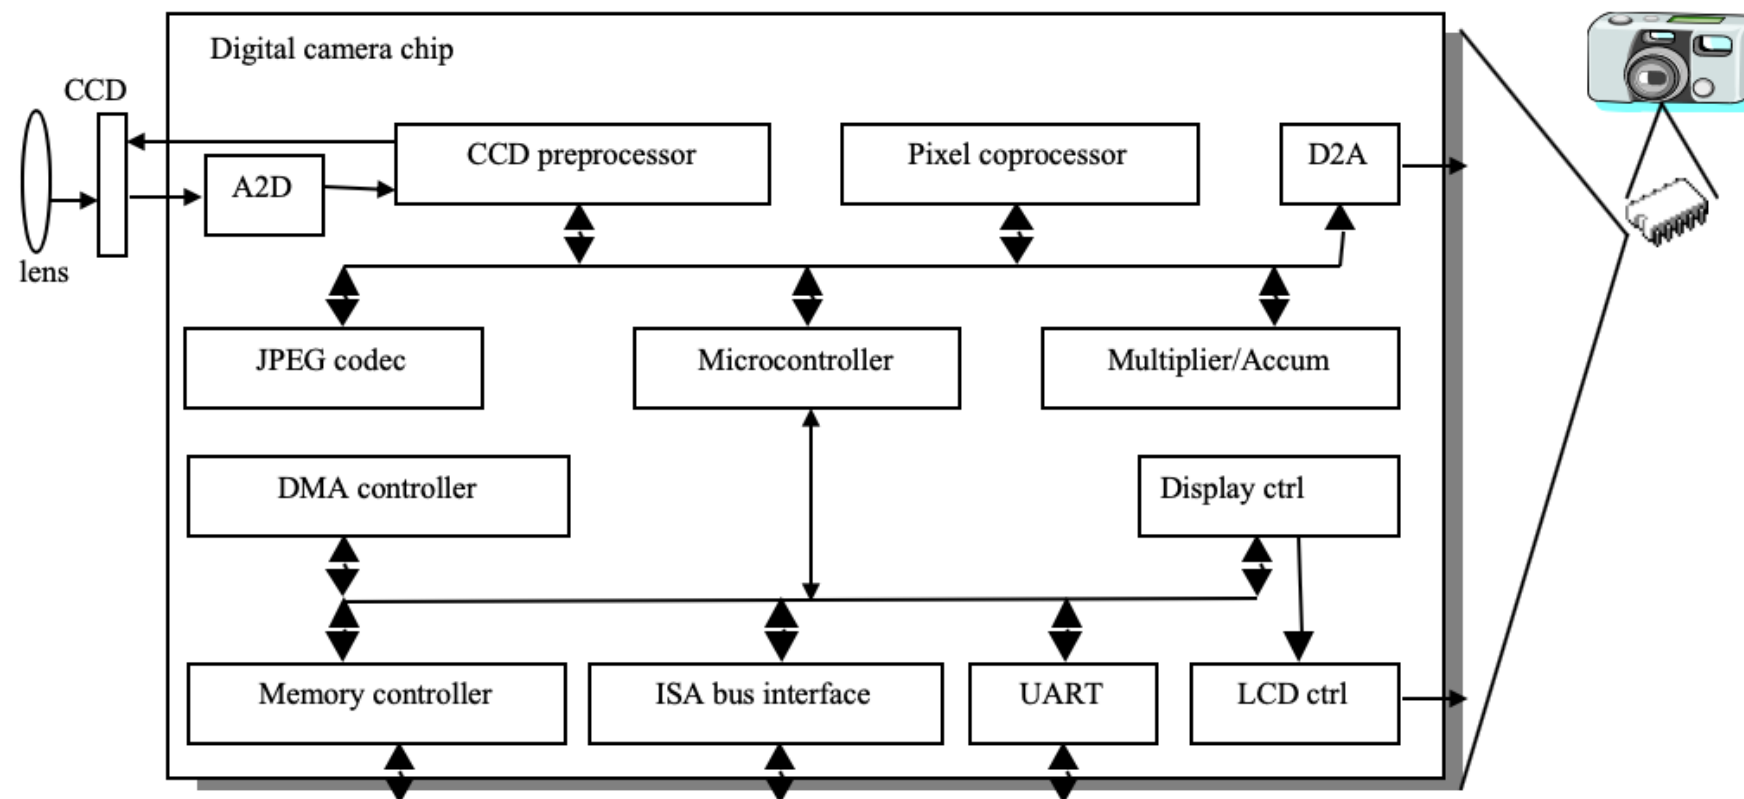 Digital camera chip
CCD
lens
A2D
CCD preprocessor
Pixel coprocessor
D2A
JPEG codec
Microcontroller
Multiplier/Accum
DMA controller
Display ctrl
Memory controller
ISA bus interface
UART
LCD ctrl